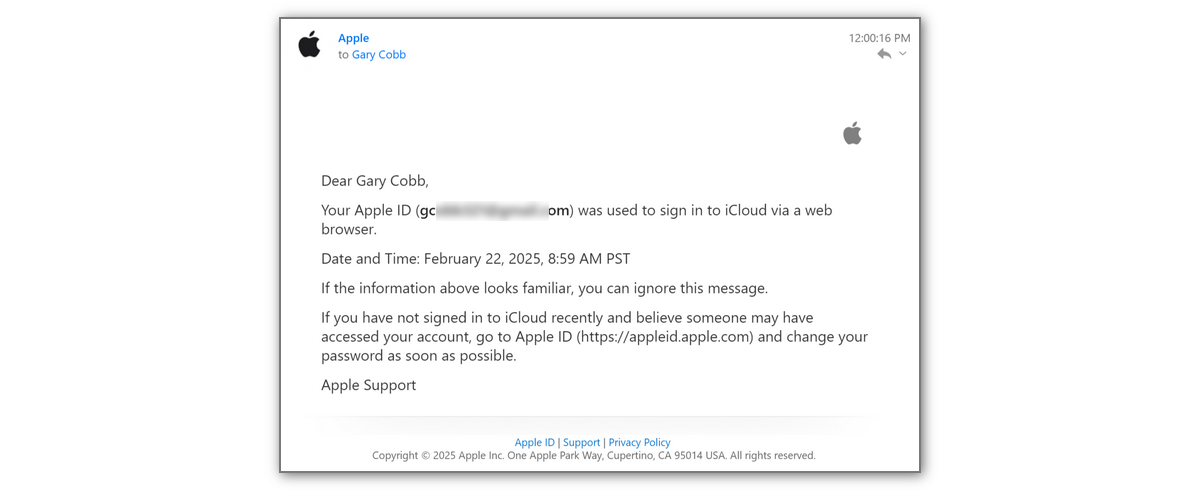 Apple
12:00:16 PM
to Gary Cobb
Dear Gary Cobb,
Your Apple ID (gc om) was used to sign in to iCloud via a web
browser.
Date and Time: February 22, 2025, 8:59 AM PST
If the information above looks familiar, you can ignore this message.
If you have not signed in to iCloud recently and believe someone may have
accessed your account, go to Apple ID (https://appleid.apple.com) and change your
password as soon as possible.
Apple Support
Apple ID | Support | Privacy Policy
Copyright © 2025 Apple Inc. One Apple Park Way, Cupertino, CA 95014 USA. All rights reserved.